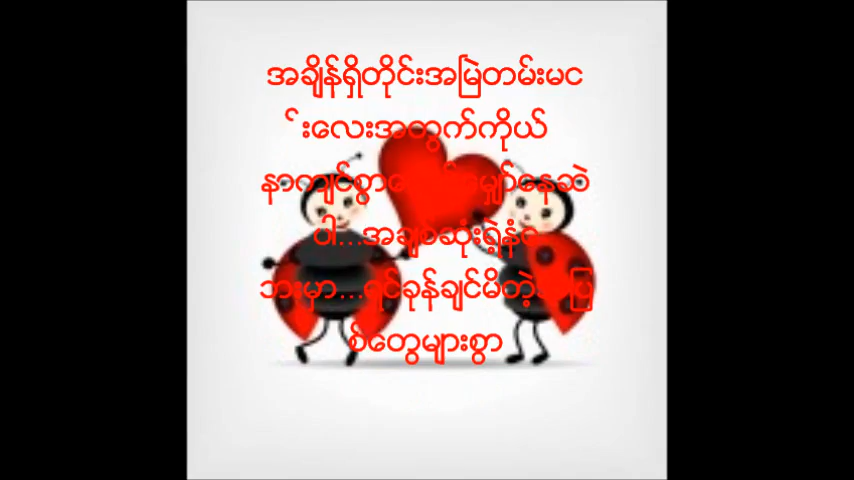 အချိန်ရှိတိုင်းအမြဲတမ်းမင
်းလေးအတွက်ကိုယ်
နာကျင်စွာ မျှော်နေဆဲ
ပါ...အချစ်ဆုံးရဲ့နံ
ဘေးမှာ...ရင်ခုန်ချင်မိတဲ့
စ်တွေများစွာ